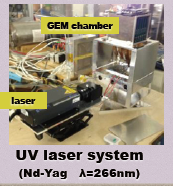 GEM chamber
laser
UV laser system
(Nd-Yag λ=266nm)